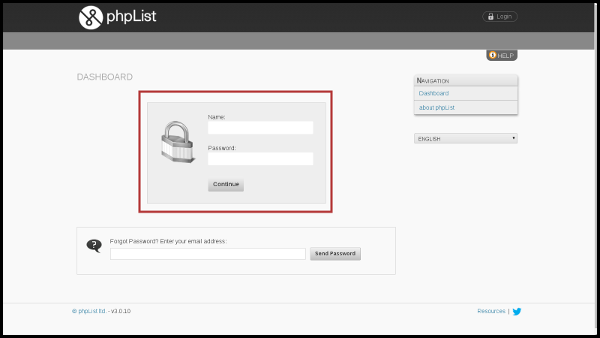 phpList
Login
HELP
DASHBOARD
NAVIGATION
Dashboard
about phpList
Name:
Password:
Continue
ENGLISH
?
Forgot Password? Enter your email address:
Send Password
© phpList ltd. - v3.0.10
Resources |